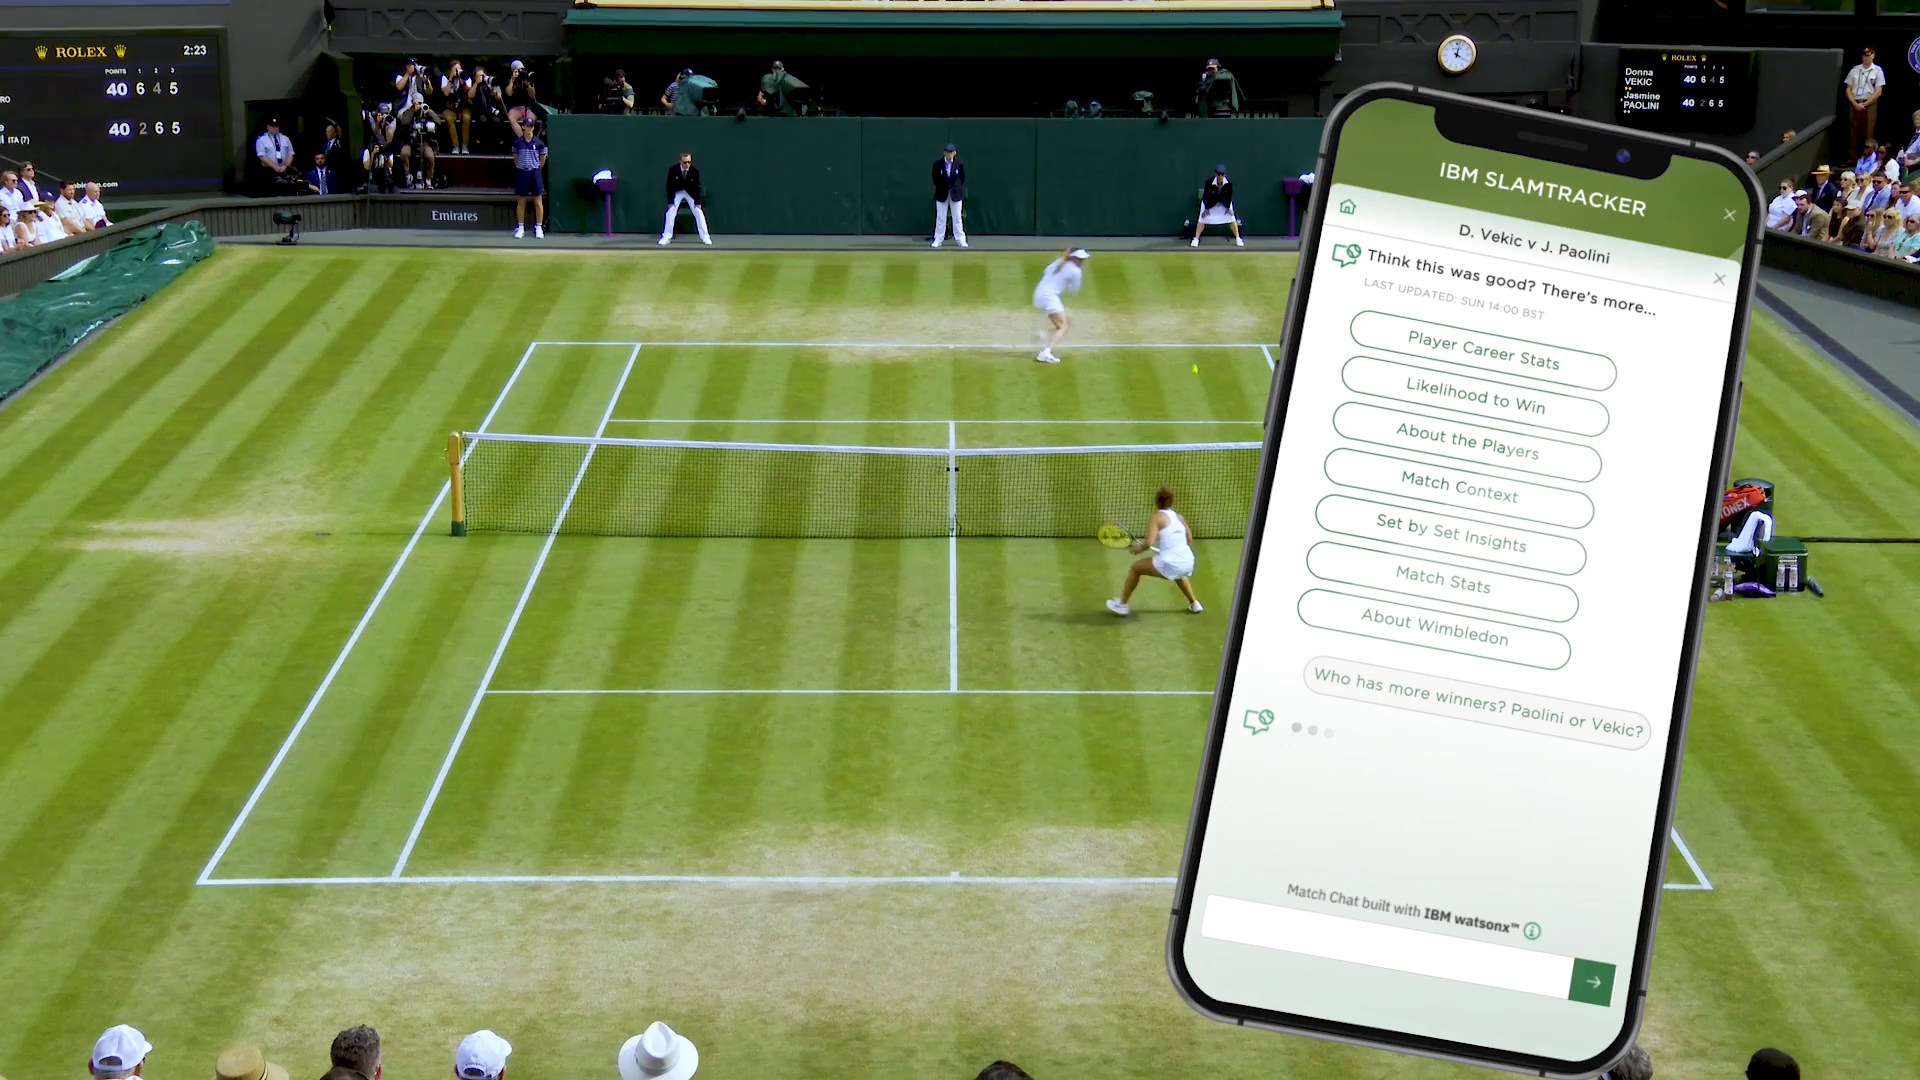 ROLEX
2:23
POINTS 1 2 3
RO
40 6 4 5
ITA (7)
40 2 6 5
Emirates
ROLEX
Donna
VEKIC
40 6 4 5
Jasmine
PAOLINI
40 2 6 5
IBM SLAMTRACKER
D. Vekic v J. Paolini
Think this was good? There's more...
LAST UPDATED: SUN 14:00 BST
Player Career Stats
Likelihood to Win
About the Players
Match Context
Set by Set Insights
Match Stats
About Wimbledon
Who has more winners? Paolini or Vekic?
Match Chat built with IBM watsonx™
YONEX